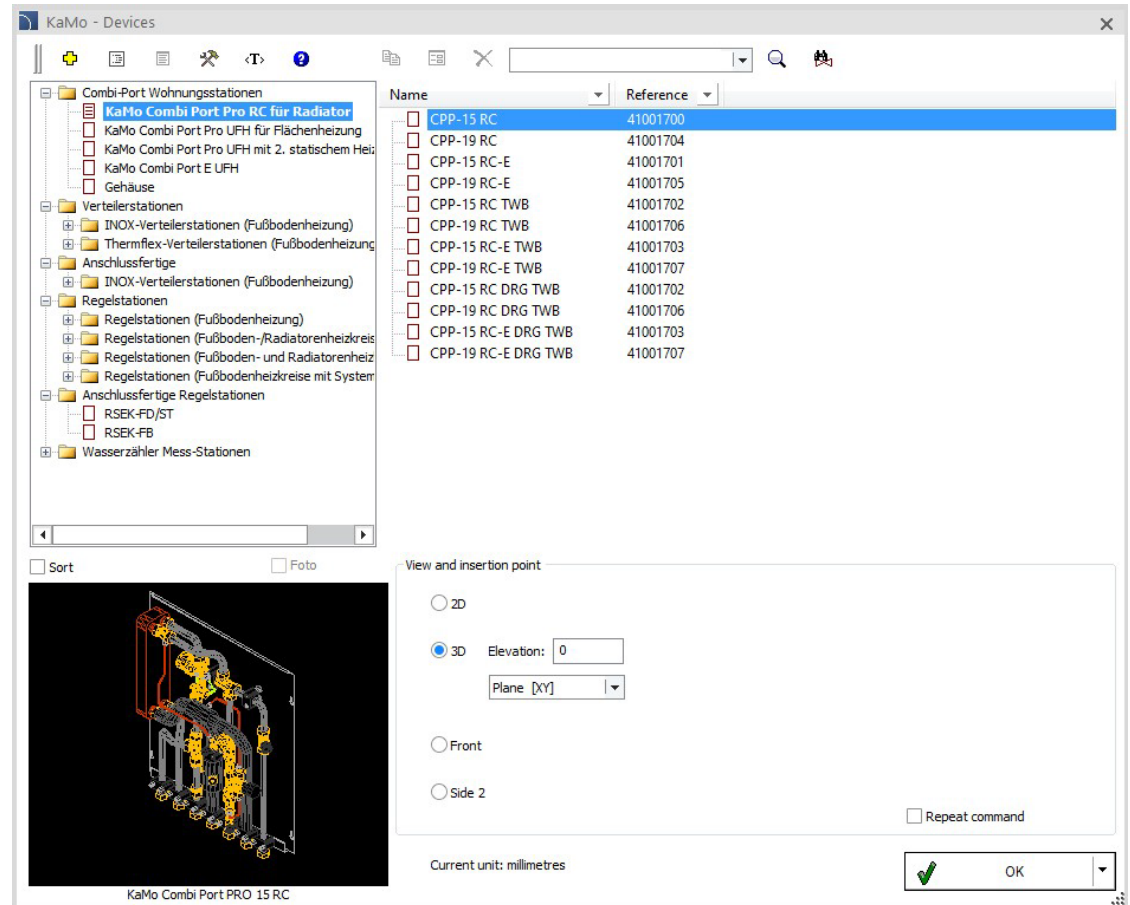 KaMo - Devices
<T>
Combi-Port Wohnungsstationen
KaMo Combi Port Pro RC für Radiator
KaMo Combi Port Pro UFH für Flächenheizung
KaMo Combi Port Pro UFH mit 2. statischem Heiz
KaMo Combi Port E UFH
Gehäuse
Verteilerstationen
INOX-Verteilerstationen (Fußbodenheizung)
Thermflex-Verteilerstationen (Fußbodenheizung
Anschlussfertige
INOX-Verteilerstationen (Fußbodenheizung)
Regelstationen
Regelstationen (Fußbodenheizung)
Regelstationen (Fußboden-/Radiatorenheizkreis
Regelstationen (Fußboden- und Radiatorenheiz
Regelstationen (Fußbodenheizkreise mit System
Anschlussfertige Regelstationen
RSEK-FD/ST
RSEK-FB
Wasserzähler Mess-Stationen
Name Reference
CPP-15 RC 41001700
CPP-19 RC 41001704
CPP-15 RC-E 41001701
CPP-19 RC-E 41001705
CPP-15 RC TWB 41001702
CPP-19 RC TWB 41001706
CPP-15 RC-E TWB 41001703
CPP-19 RC-E TWB 41001707
CPP-15 RC DRG TWB 41001702
CPP-19 RC DRG TWB 41001706
CPP-15 RC-E DRG TWB 41001703
CPP-19 RC-E DRG TWB 41001707
Sort Foto
KaMo Combi Port PRO 15 RC
View and insertion point
2D
3D Elevation: 0
Plane [XY]
Front
Side 2
Repeat command
Current unit: millimetres
OK